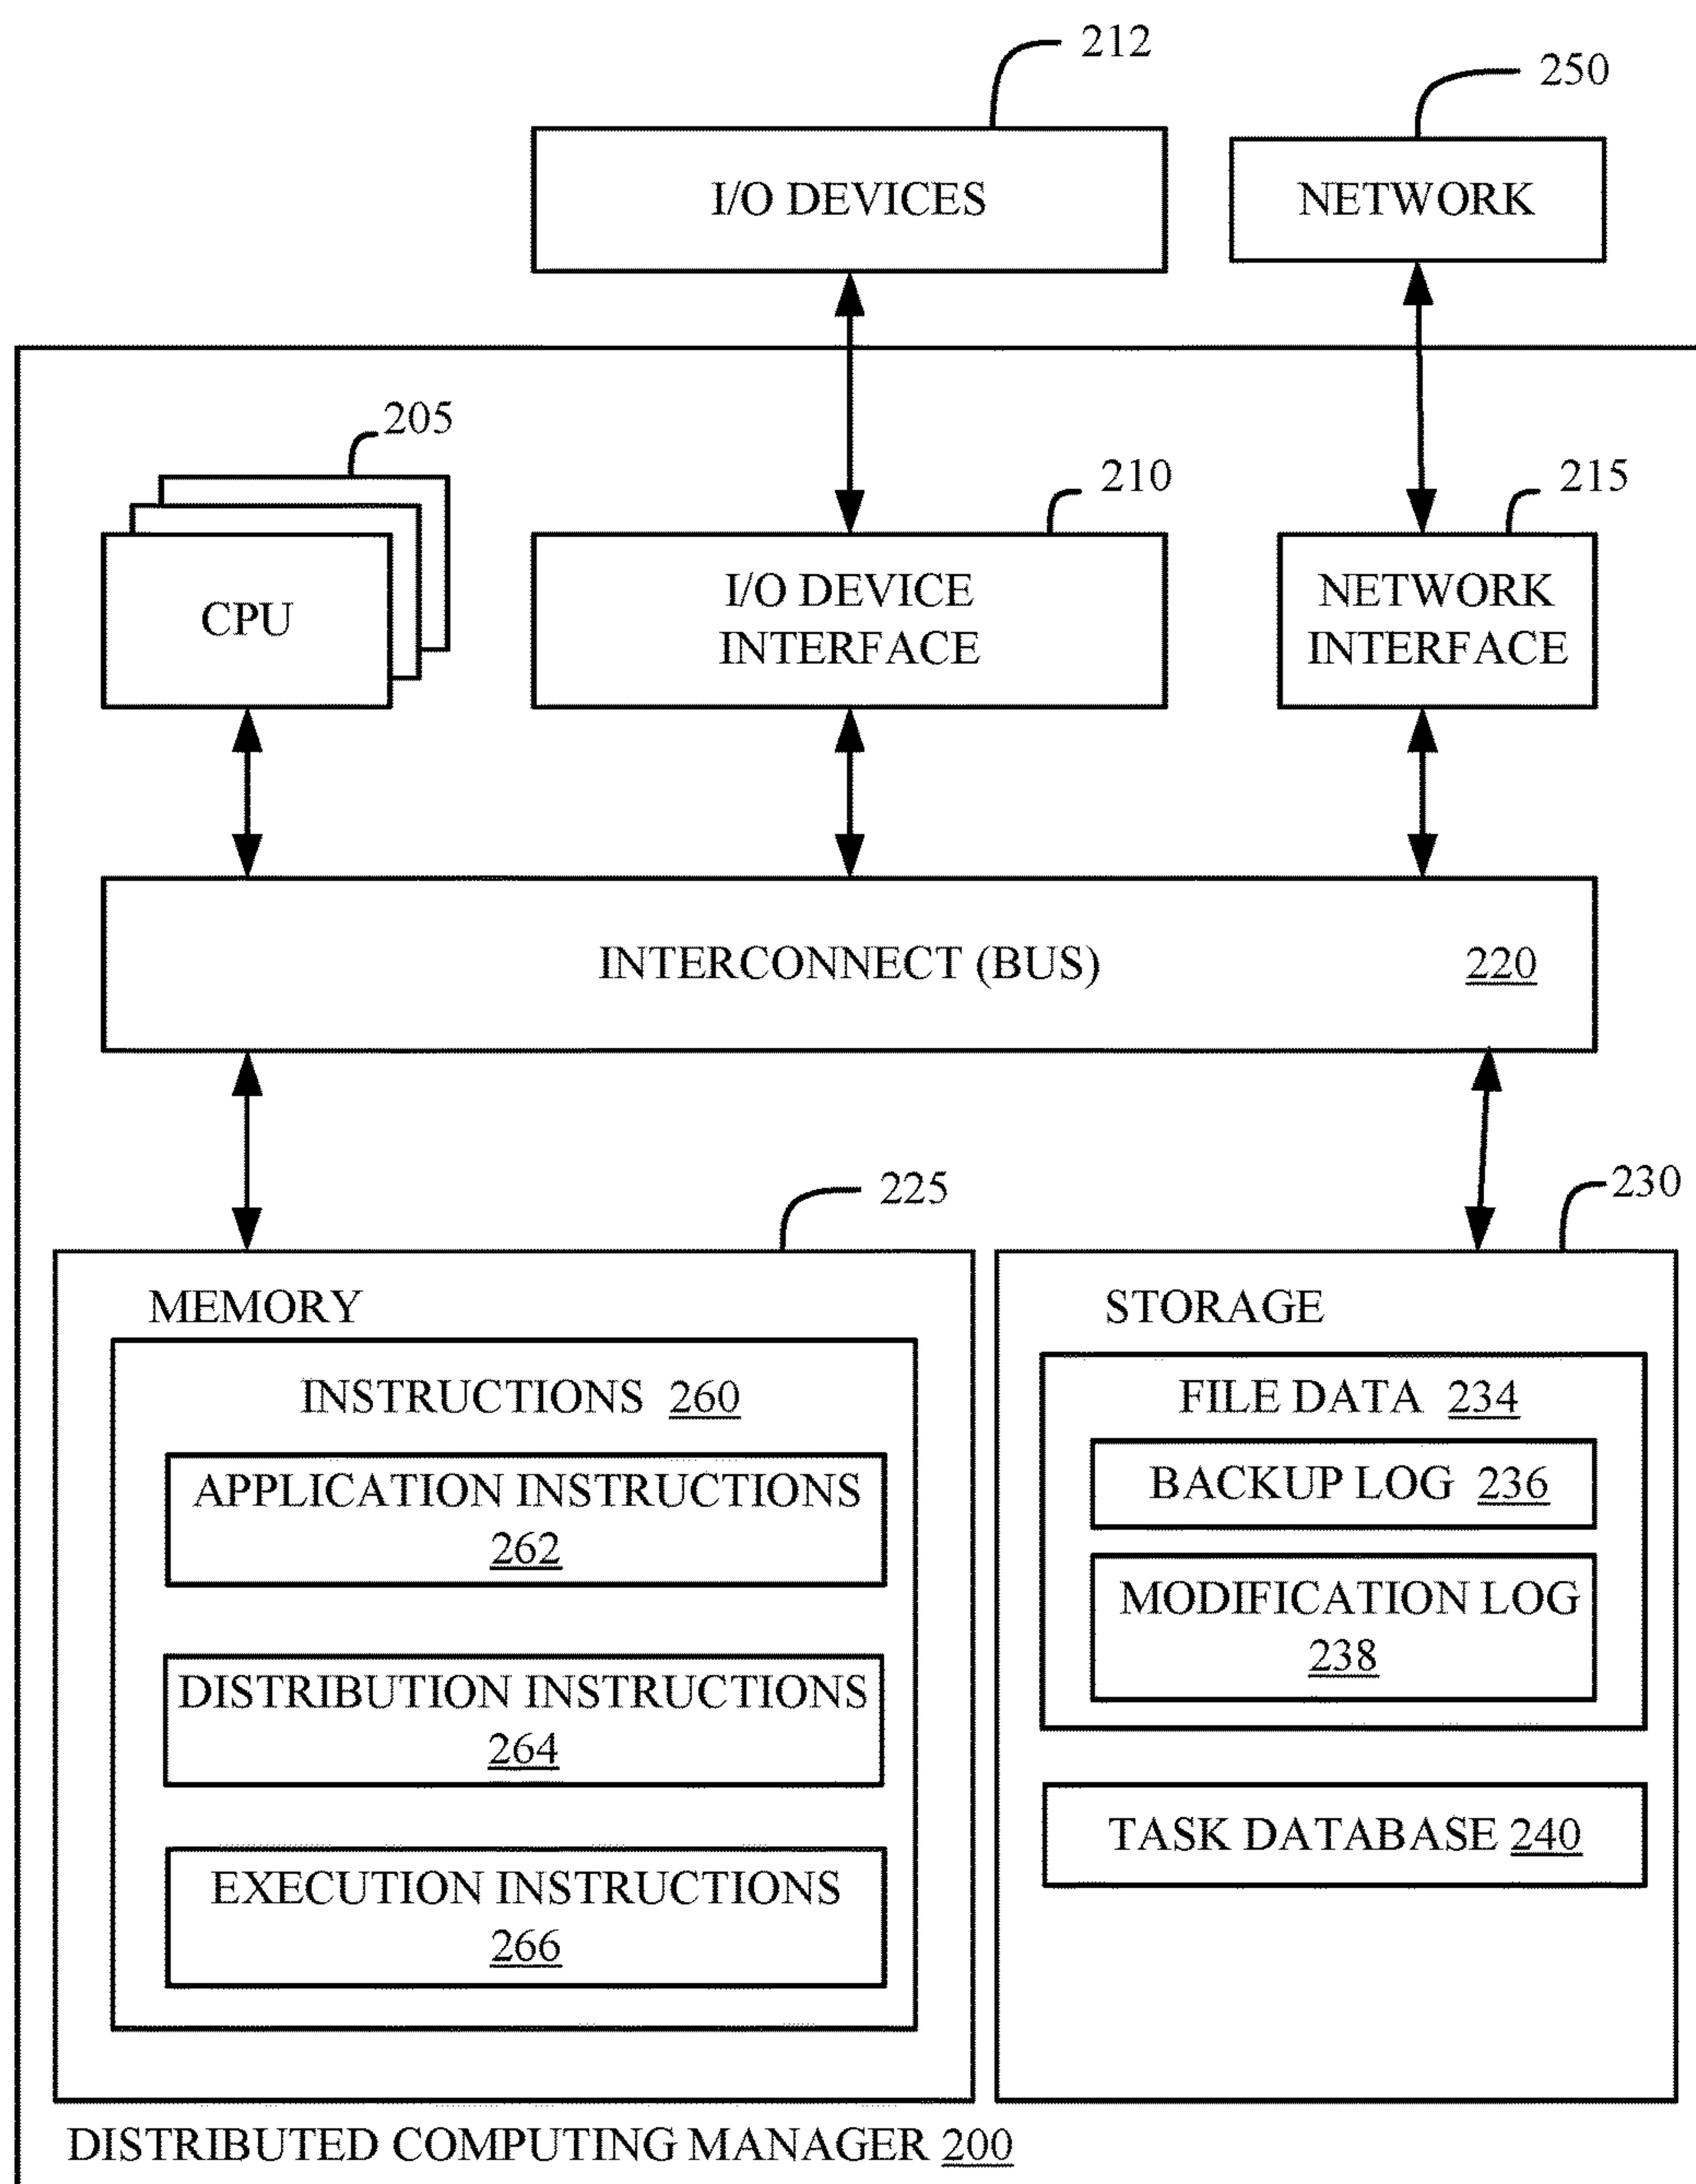 212
250
I/O DEVICES
NETWORK
205
210
215
CPU
I/O DEVICE
INTERFACE
NETWORK
INTERFACE
INTERCONNECT (BUS) 220
225
230
MEMORY
INSTRUCTIONS 260
APPLICATION INSTRUCTIONS
262
DISTRIBUTION INSTRUCTIONS
264
EXECUTION INSTRUCTIONS
266
STORAGE
FILE DATA 234
BACKUP LOG 236
MODIFICATION LOG
238
TASK DATABASE 240
DISTRIBUTED COMPUTING MANAGER 200